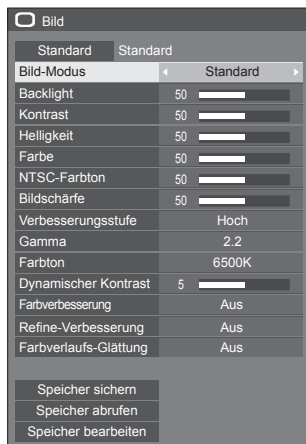 Bild
Standard Standard
Bild-Modus Standard
Backlight 50
Kontrast 50
Helligkeit 50
Farbe 50
NTSC-Farbton 50
Bildschärfe 50
Verbesserungsstufe Hoch
Gamma 2.2
Farbton 6500K
Dynamischer Kontrast 5
Farbverbesserung Aus
Refine-Verbesserung Aus
Farbverlaufs-Glättung Aus
Speicher sichern
Speicher abrufen
Speicher bearbeiten